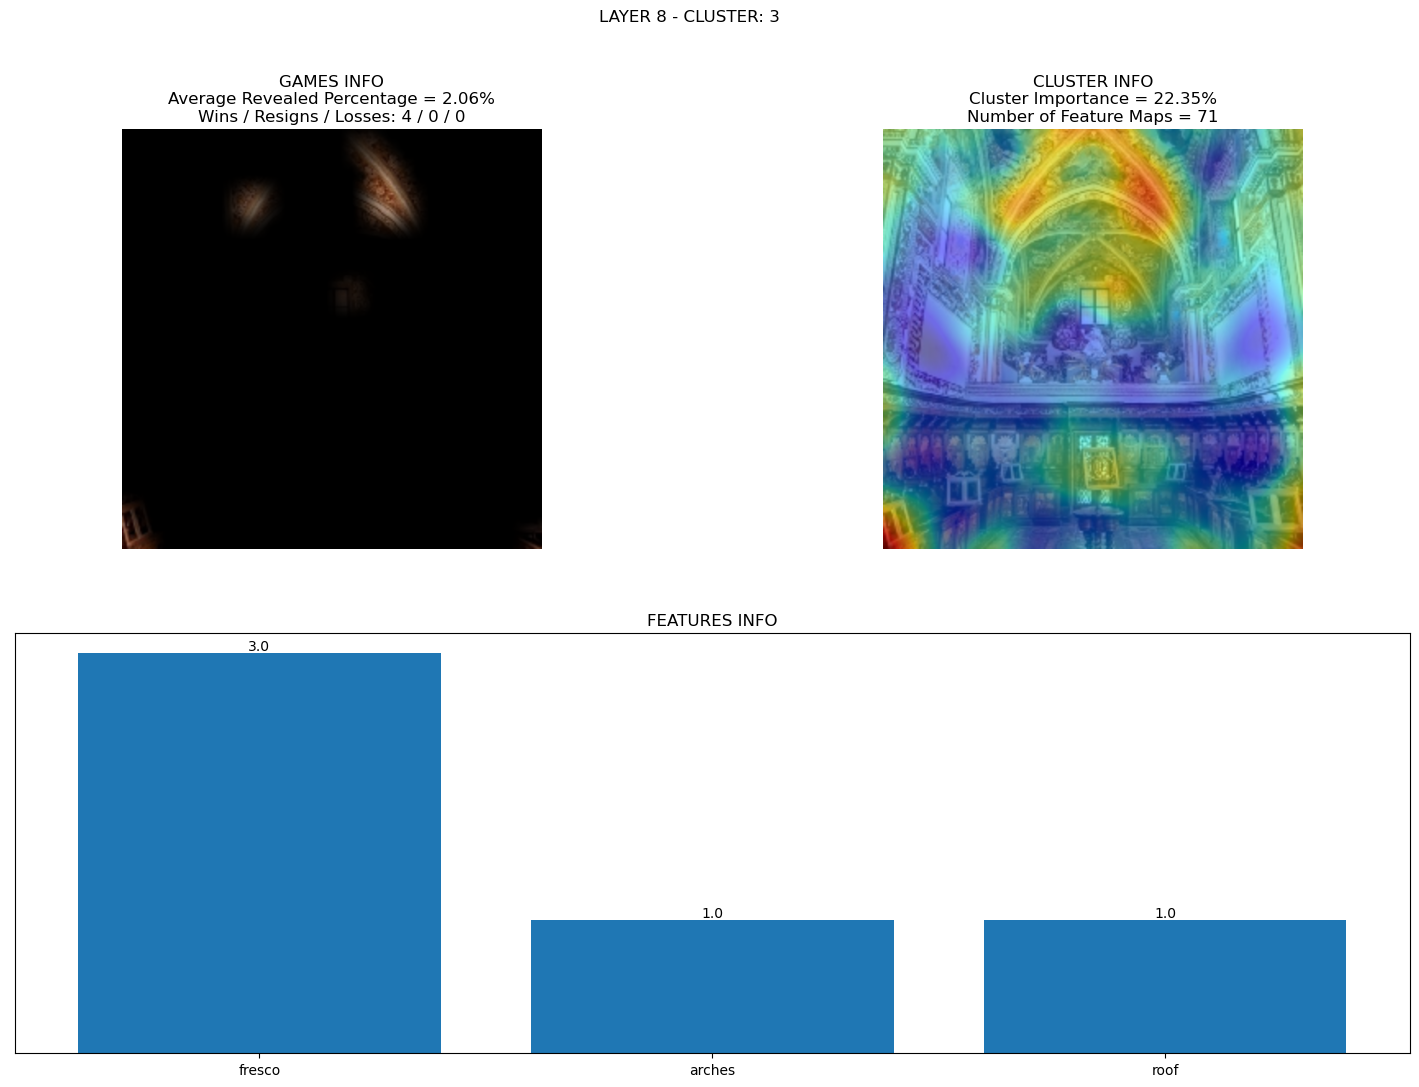 LAYER 8 - CLUSTER: 3
GAMES INFO
Average Revealed Percentage = 2.06%
Wins / Resigns / Losses: 4 / 0 / 0
CLUSTER INFO
Cluster Importance = 22.35%
Number of Feature Maps = 71
FEATURES INFO
3.0
1.0
1.0
fresco
arches
roof